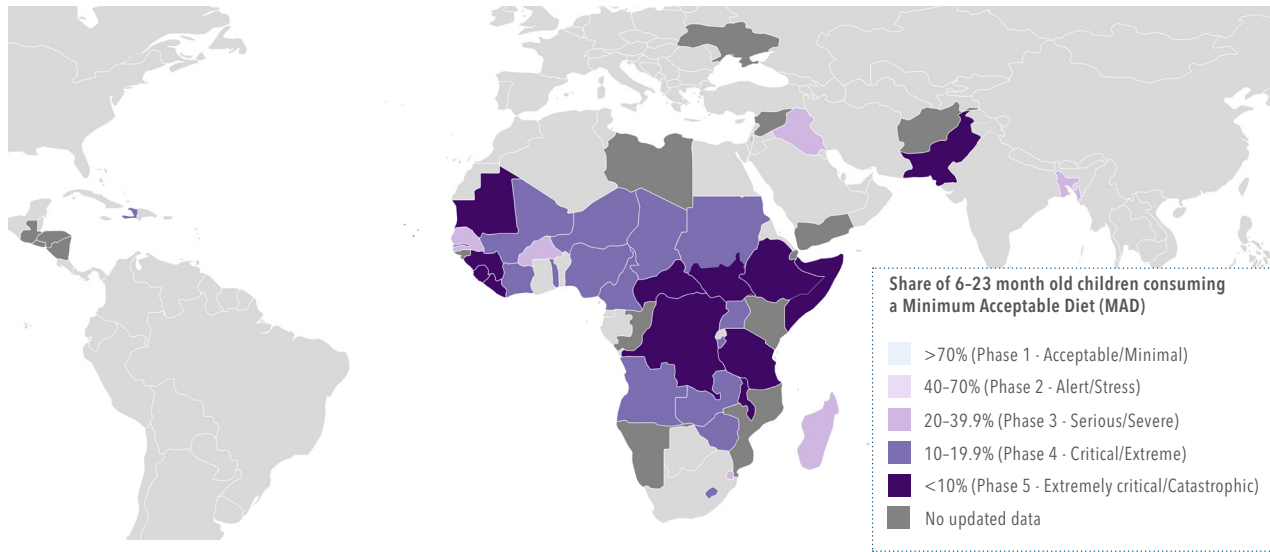 Share of 6–23 month old children consuming
a Minimum Acceptable Diet (MAD)
>70% (Phase 1 - Acceptable/Minimal)
40–70% (Phase 2 - Alert/Stress)
20–39.9% (Phase 3 - Serious/Severe)
10–19.9% (Phase 4 - Critical/Extreme)
<10% (Phase 5 - Extremely critical/Catastrophic)
No updated data